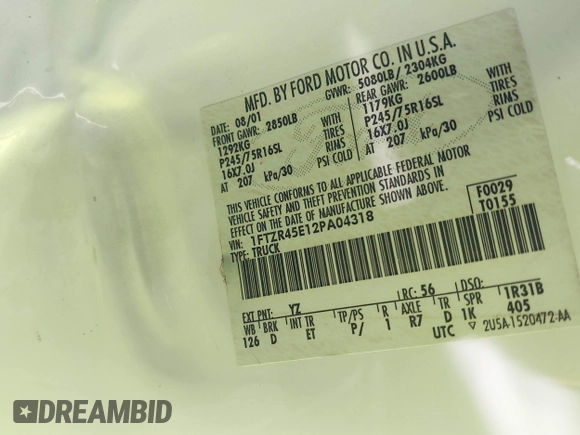 MFD. BY FORD MOTOR CO. IN U.S.A.
DATE: 08/01 GVWR: 5080LB/ 2304KG
FRONT GAWR: 2850LB REAR GAWR: 2600LB
1292KG WITH 1179KG WITH
P245/75R16SL TIRES P245/75R16SL TIRES
16X7.0J RIMS 16X7.0J RIMS
AT 207 kPa/30 PSI COLD AT 207 kPa/30 PSI COLD
THIS VEHICLE CONFORMS TO ALL APPLICABLE FEDERAL MOTOR
VEHICLE SAFETY AND THEFT PREVENTION STANDARDS IN
EFFECT ON THE DATE OF MANUFACTURE SHOWN ABOVE.
VIN: 1FTZR45E12PA04318 F0029
TYPE: TRUCK T0155
EXT PNT: YZ RC: 56 DSO:
WB BRK INT TR TP/PS R AXLE TR SPR 1R31B
126 D ET P/ 1 R7 D 1K 405
UTC ▽ 2U5A-1520472-AA
DREAMBID